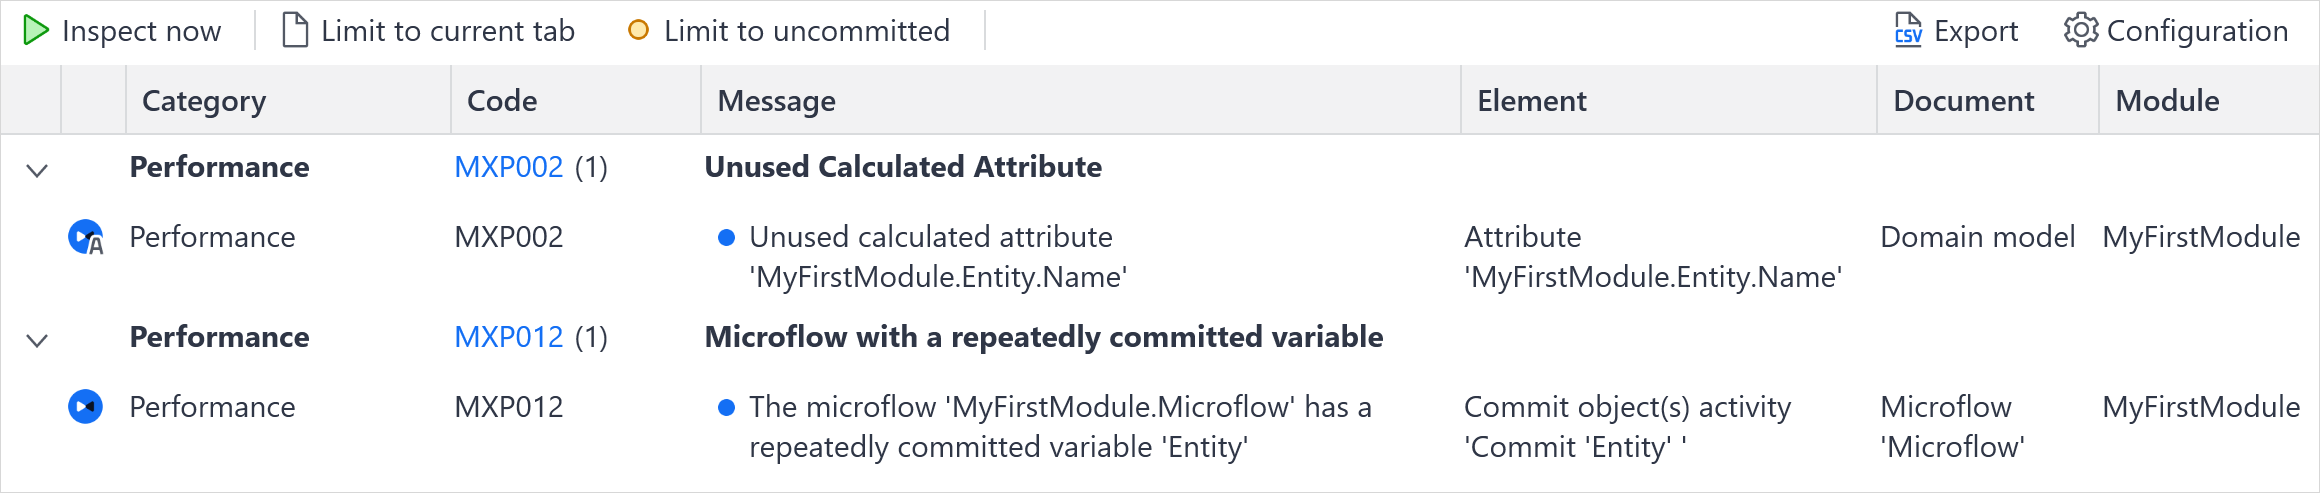 Inspect now Limit to current tab Limit to uncommitted CSV Export Configuration
Category Code Message Element Document Module
Performance MXP002 (1) Unused Calculated Attribute
A Performance MXP002 Unused calculated attribute Attribute Domain model MyFirstModule
'MyFirstModule.Entity.Name' 'MyFirstModule.Entity.Name'
Performance MXP012 (1) Microflow with a repeatedly committed variable
Performance MXP012 The microflow 'MyFirstModule.Microflow' has a Commit object(s) activity Microflow MyFirstModule
repeatedly committed variable 'Entity' 'Commit 'Entity' ' 'Microflow'